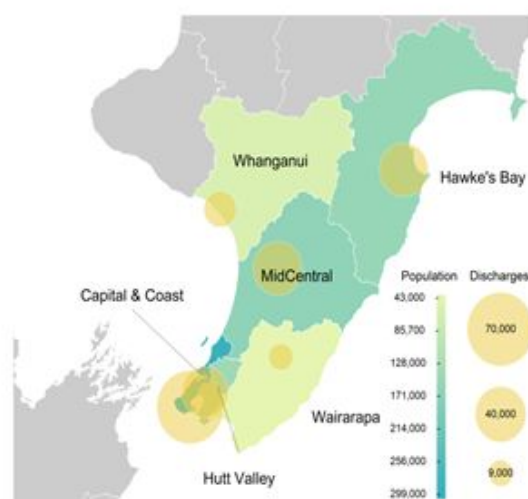 Whanganui
Hawke's Bay
MidCentral
Capital & Coast
Wairarapa
Hutt Valley
Population
43,000
85,700
128,000
171,000
214,000
256,000
299,000
Discharges
70,000
40,000
9,000